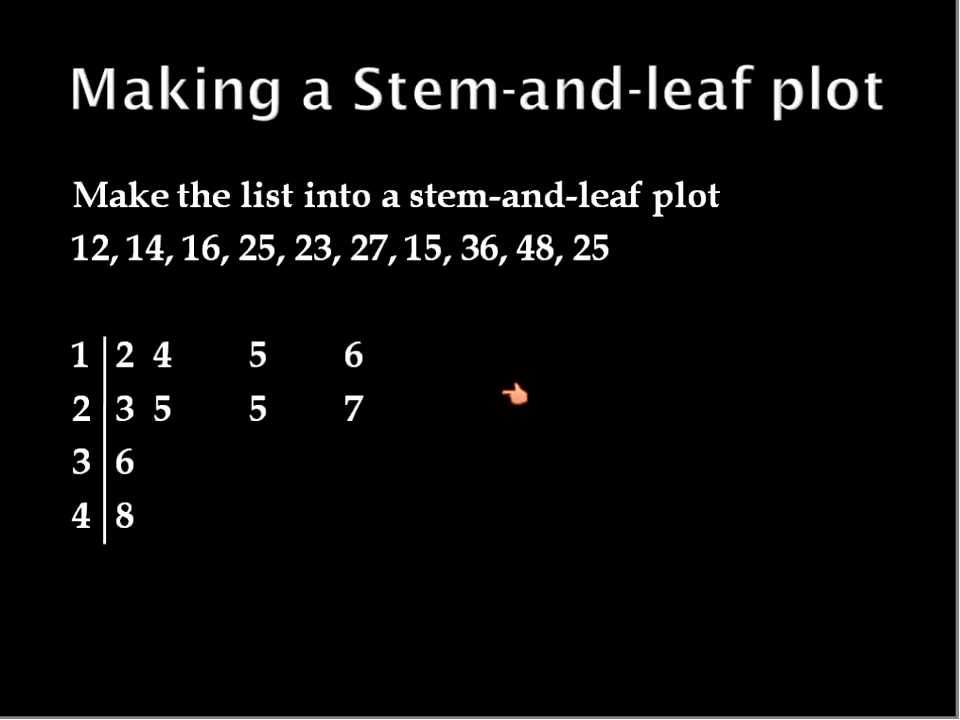 Making a Stem-and-leaf plot
Make the list into a stem-and-leaf plot
12, 14, 16, 25, 23, 27, 15, 36, 48, 25
1 2 4 5 6
2 3 5 5 7
3 6
4 8